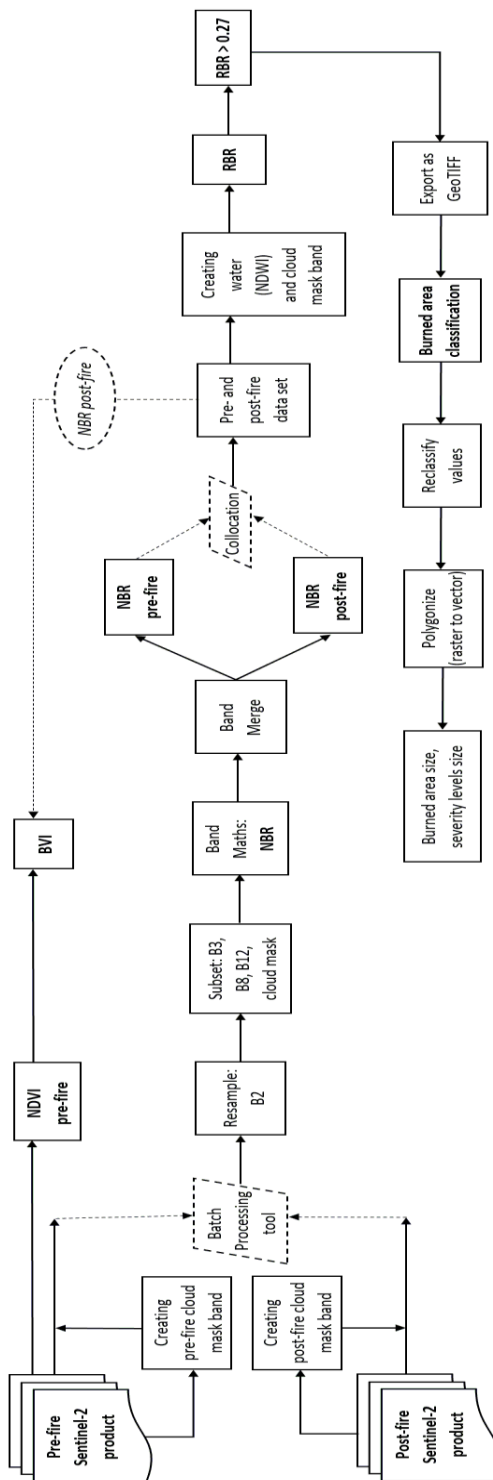 Pre-fire
Sentinel-2
product
NDVI
pre-fire
BVI
NBR post-fire
Creating
pre-fire cloud
mask band
Batch
Processing
tool
Creating
post-fire cloud
mask band
Post-fire
Sentinel-2
product
Resample:
B2
Subset: B3,
B8, B12,
cloud mask
Band
Maths:
NBR
Band
Merge
NBR
pre-fire
NBR
post-fire
Collocation
Pre- and
post-fire
data set
Creating
water
(NDWI)
and cloud
mask band
RBR
RBR > 0.27
Export as
GeoTIFF
Burned area
classification
Reclassify
values
Polygonize
(raster to vector)
Burned area size,
severity levels size